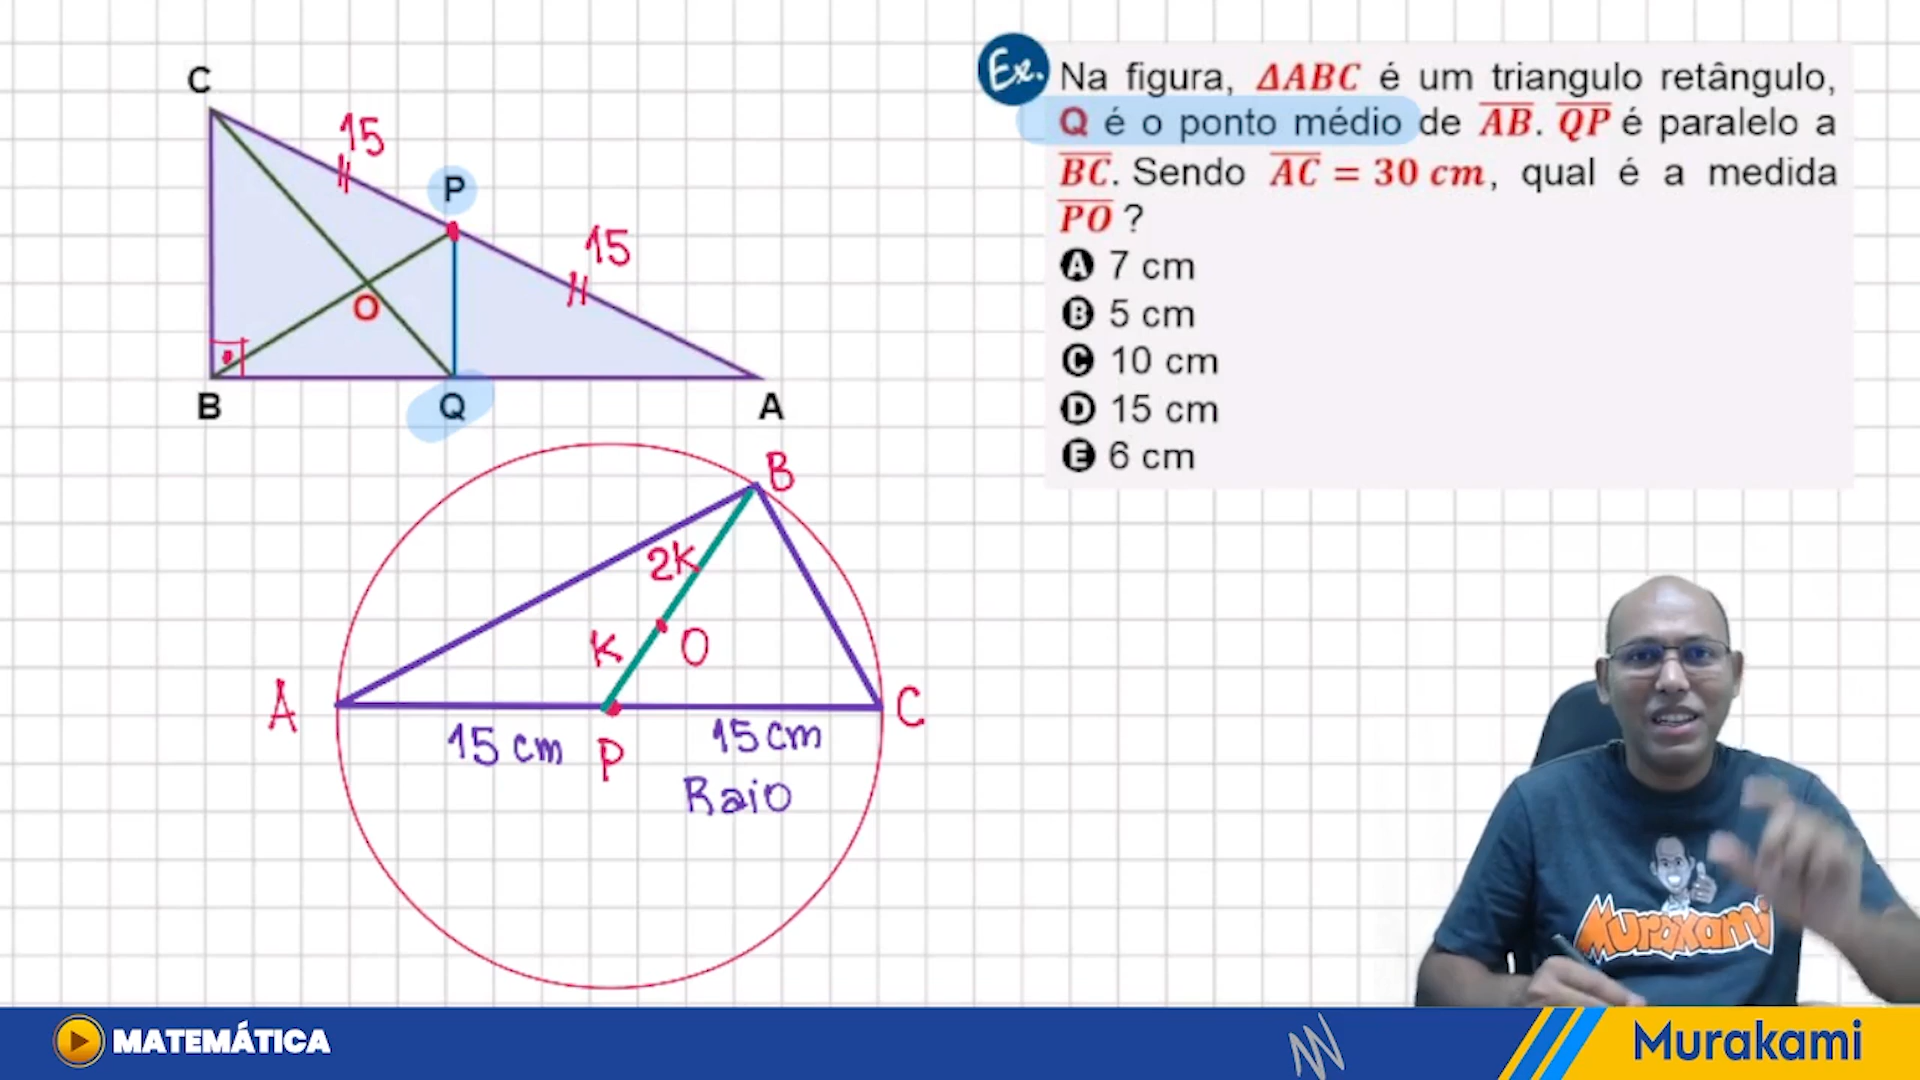 C
15
P
15
O
B
Q
A
Ex.
Na figura, ΔABC é um triangulo retângulo,
Q é o ponto médio de AB. QP é paralelo a
BC. Sendo AC = 30 cm, qual é a medida
PO ?
A 7 cm
B 5 cm
C 10 cm
D 15 cm
E 6 cm
B
2K
K
O
A
C
15 cm
P
15 cm
Raio
Murakami
MATEMÁTICA
Murakami